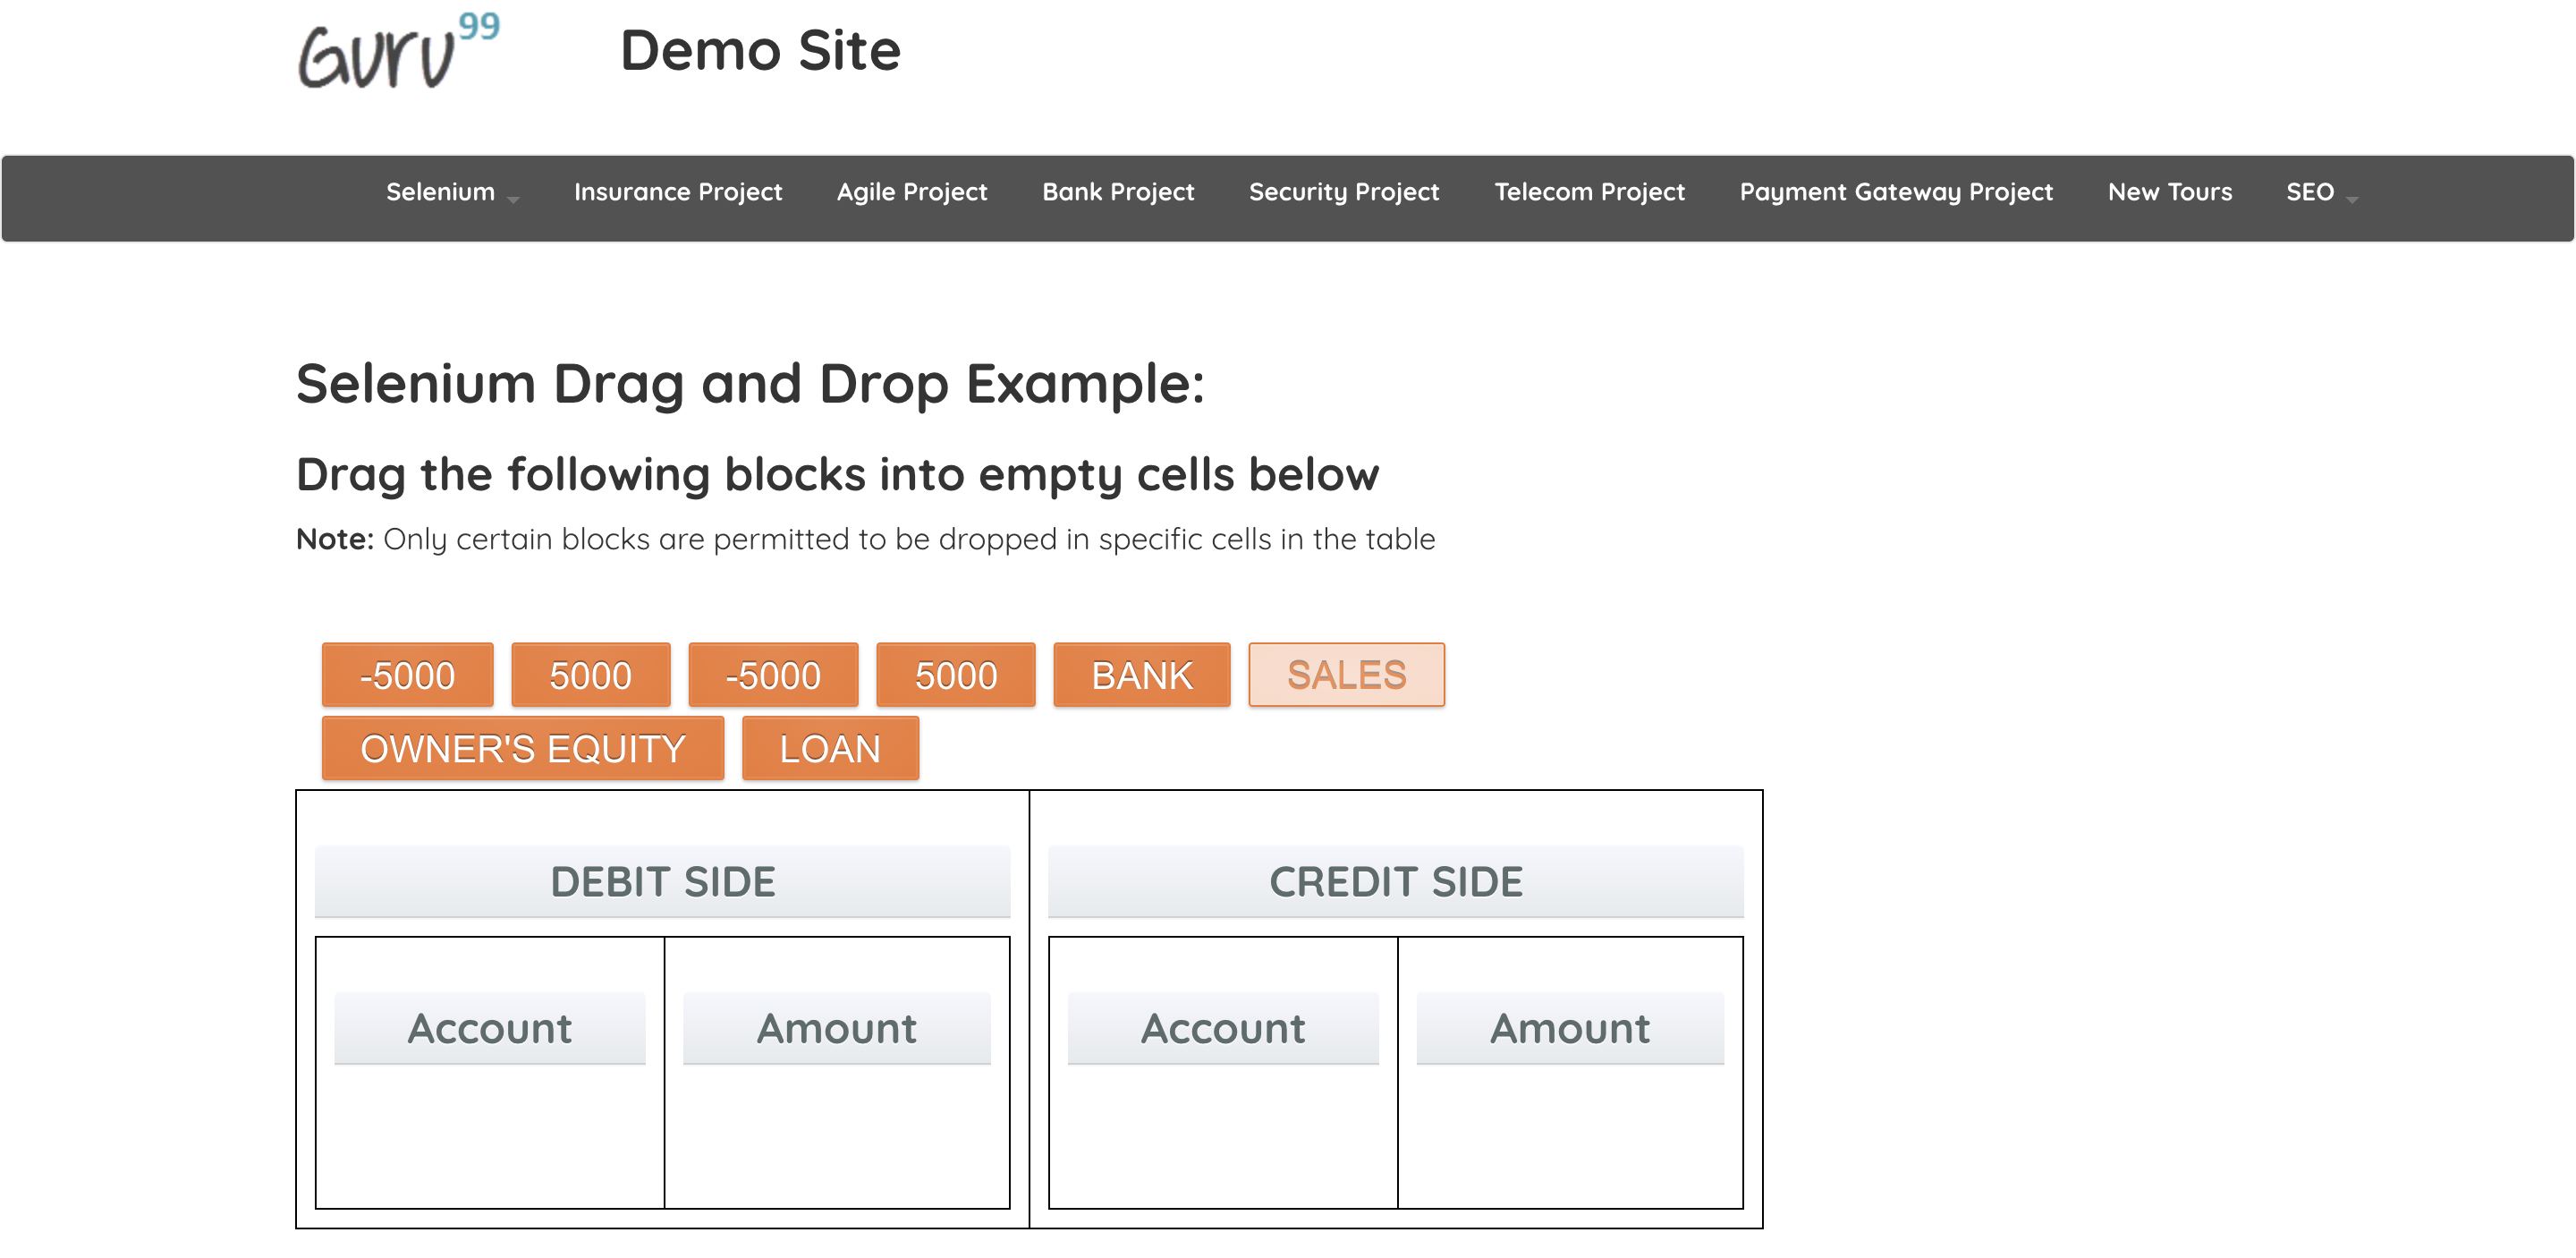 Guru99 Demo Site
Selenium Insurance Project Agile Project Bank Project Security Project Telecom Project Payment Gateway Project New Tours SEO
Selenium Drag and Drop Example:
Drag the following blocks into empty cells below
Note: Only certain blocks are permitted to be dropped in specific cells in the table
-5000 5000 -5000 5000 BANK SALES
OWNER'S EQUITY LOAN
DEBIT SIDE CREDIT SIDE
Account Amount Account Amount